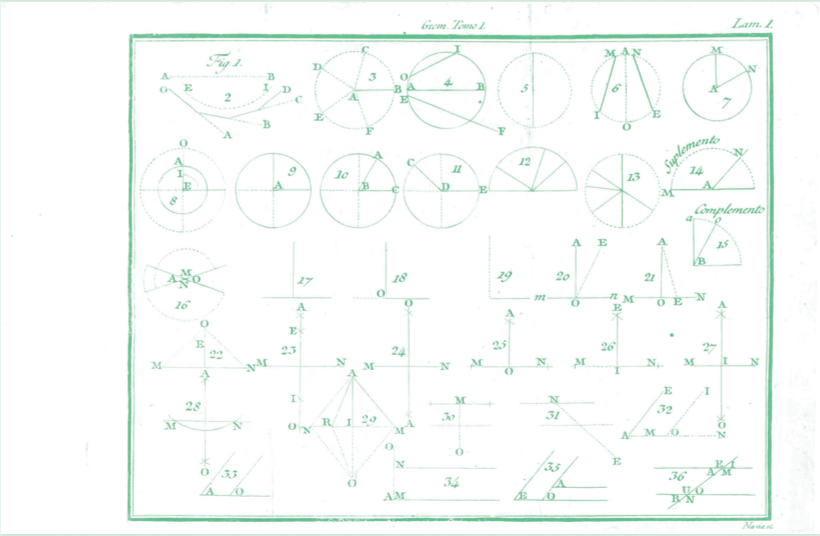 Geom. Tomo I.
Lam. I.
Fig. 1.
A B
O E I D
2 C
B
A
C
D 3
A B
E F
I
O
A 4 B
E
F
5
M A N
6
I E
O
M
N
A
7
O
A
I
E
8
9
A
A
10
B C
C 11
D E
12
13
Suplemento
N
14
M A
Complemento
a o
15
B
M
A O
N
16
17
18
O
19
A E
20
m n
O
A
21
M O E N
O
E 22
M A N
A
E
23
M N
I
O
O
24
M N
A
A
25
M N
O
E
26
M N
I
A
27
M I N
O
28
M N
O
A
29
N R I M
O
M
30
O
N
31
E
E I
32
A M O N
33
A O
O
N
34
A M
35
A
E O
E I
36 A M
U O
B N